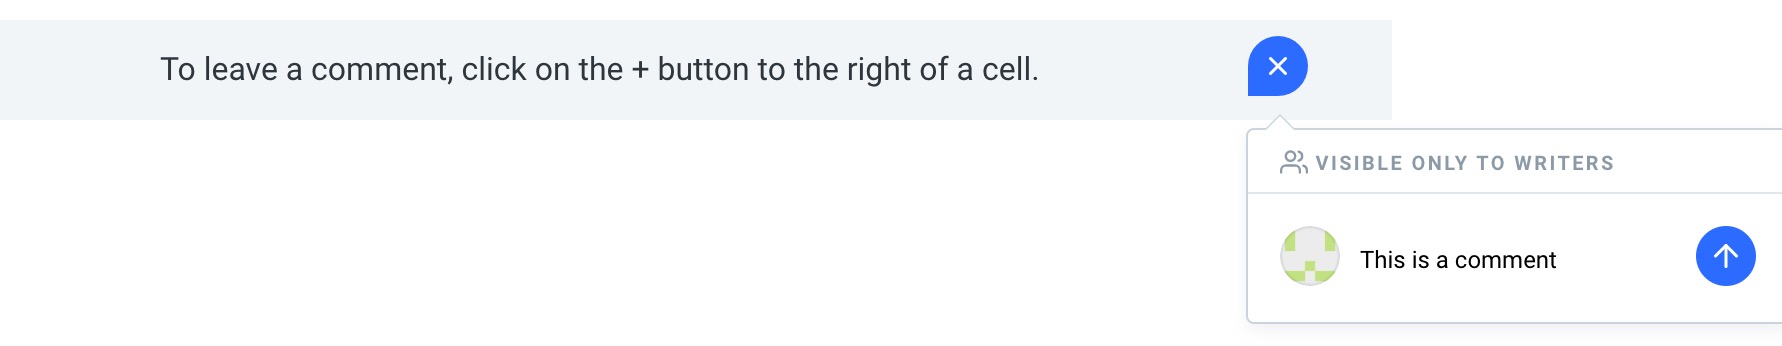 To leave a comment, click on the + button to the right of a cell.
VISIBLE ONLY TO WRITERS
This is a comment